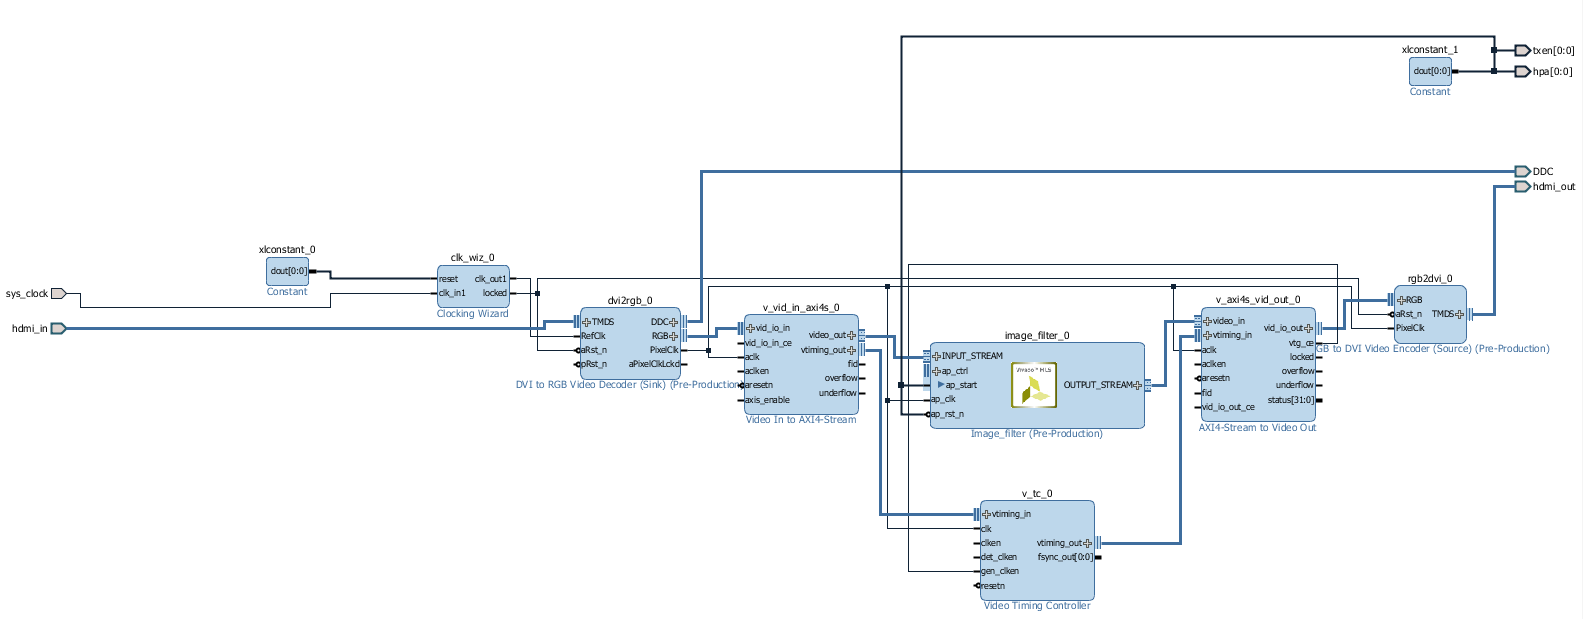 xlconstant_1
dout[0:0]
Constant
txen[0:0]
hpa[0:0]
DDC
hdmi_out
sys_clock
hdmi_in
xlconstant_0
dout[0:0]
Constant
clk_wiz_0
reset
clk_in1
clk_out1
locked
Clocking Wizard
dvi2rgb_0
TMDS
RefClk
aRst_n
pRst_n
DDC
RGB
PixelClk
aPixelClkLckd
DVI to RGB Video Decoder (Sink) (Pre-Production
v_vid_in_axi4s_0
vid_io_in
vid_io_in_ce
aclk
aclken
aresetn
axis_enable
video_out
vtiming_out
fid
overflow
underflow
Video In to AXI4-Stream
image_filter_0
INPUT_STREAM
ap_ctrl
ap_start
ap_clk
ap_rst_n
OUTPUT_STREAM
Image_filter (Pre-Production)
v_tc_0
vtiming_in
clk
clken
det_clken
gen_clken
resetn
vtiming_out
fsync_out[0:0]
Video Timing Controller
v_axi4s_vid_out_0
video_in
vtiming_in
aclk
aclken
aresetn
fid
vid_io_out_ce
vid_io_out
vtg_ce
locked
overflow
underflow
status[31:0]
AXI4-Stream to Video Out
rgb2dvi_0
RGB
aRst_n
PixelClk
TMDS
GB to DVI Video Encoder (Source) (Pre-Production)